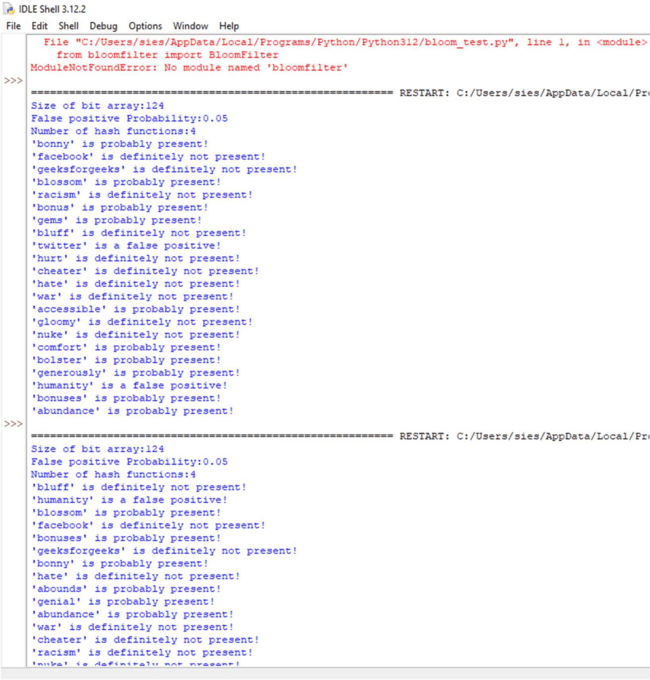 IDLE Shell 3.12.2
File Edit Shell Debug Options Window Help
File "C:/Users/sies/AppData/Local/Programs/Python/Python312/bloom_test.py", line 1, in <module>
from bloomfilter import BloomFilter
ModuleNotFoundError: No module named 'bloomfilter'
>>>
========================================================= RESTART: C:/Users/sies/AppData/Local/Pro
Size of bit array:124
False positive Probability:0.05
Number of hash functions:4
'bonny' is probably present!
'facebook' is definitely not present!
'geeksforgeeks' is definitely not present!
'blossom' is probably present!
'racism' is definitely not present!
'bonus' is probably present!
'gems' is probably present!
'bluff' is definitely not present!
'twitter' is a false positive!
'hurt' is definitely not present!
'cheater' is definitely not present!
'hate' is definitely not present!
'war' is definitely not present!
'accessible' is probably present!
'gloomy' is definitely not present!
'nuke' is definitely not present!
'comfort' is probably present!
'bolster' is probably present!
'generously' is probably present!
'humanity' is a false positive!
'bonuses' is probably present!
'abundance' is probably present!
>>>
========================================================= RESTART: C:/Users/sies/AppData/Local/Pro
Size of bit array:124
False positive Probability:0.05
Number of hash functions:4
'bluff' is definitely not present!
'humanity' is a false positive!
'blossom' is probably present!
'facebook' is definitely not present!
'bonuses' is probably present!
'geeksforgeeks' is definitely not present!
'bonny' is probably present!
'hate' is definitely not present!
'abounds' is probably present!
'genial' is probably present!
'abundance' is probably present!
'war' is definitely not present!
'cheater' is definitely not present!
'racism' is definitely not present!
'nuke' is definitely not present!